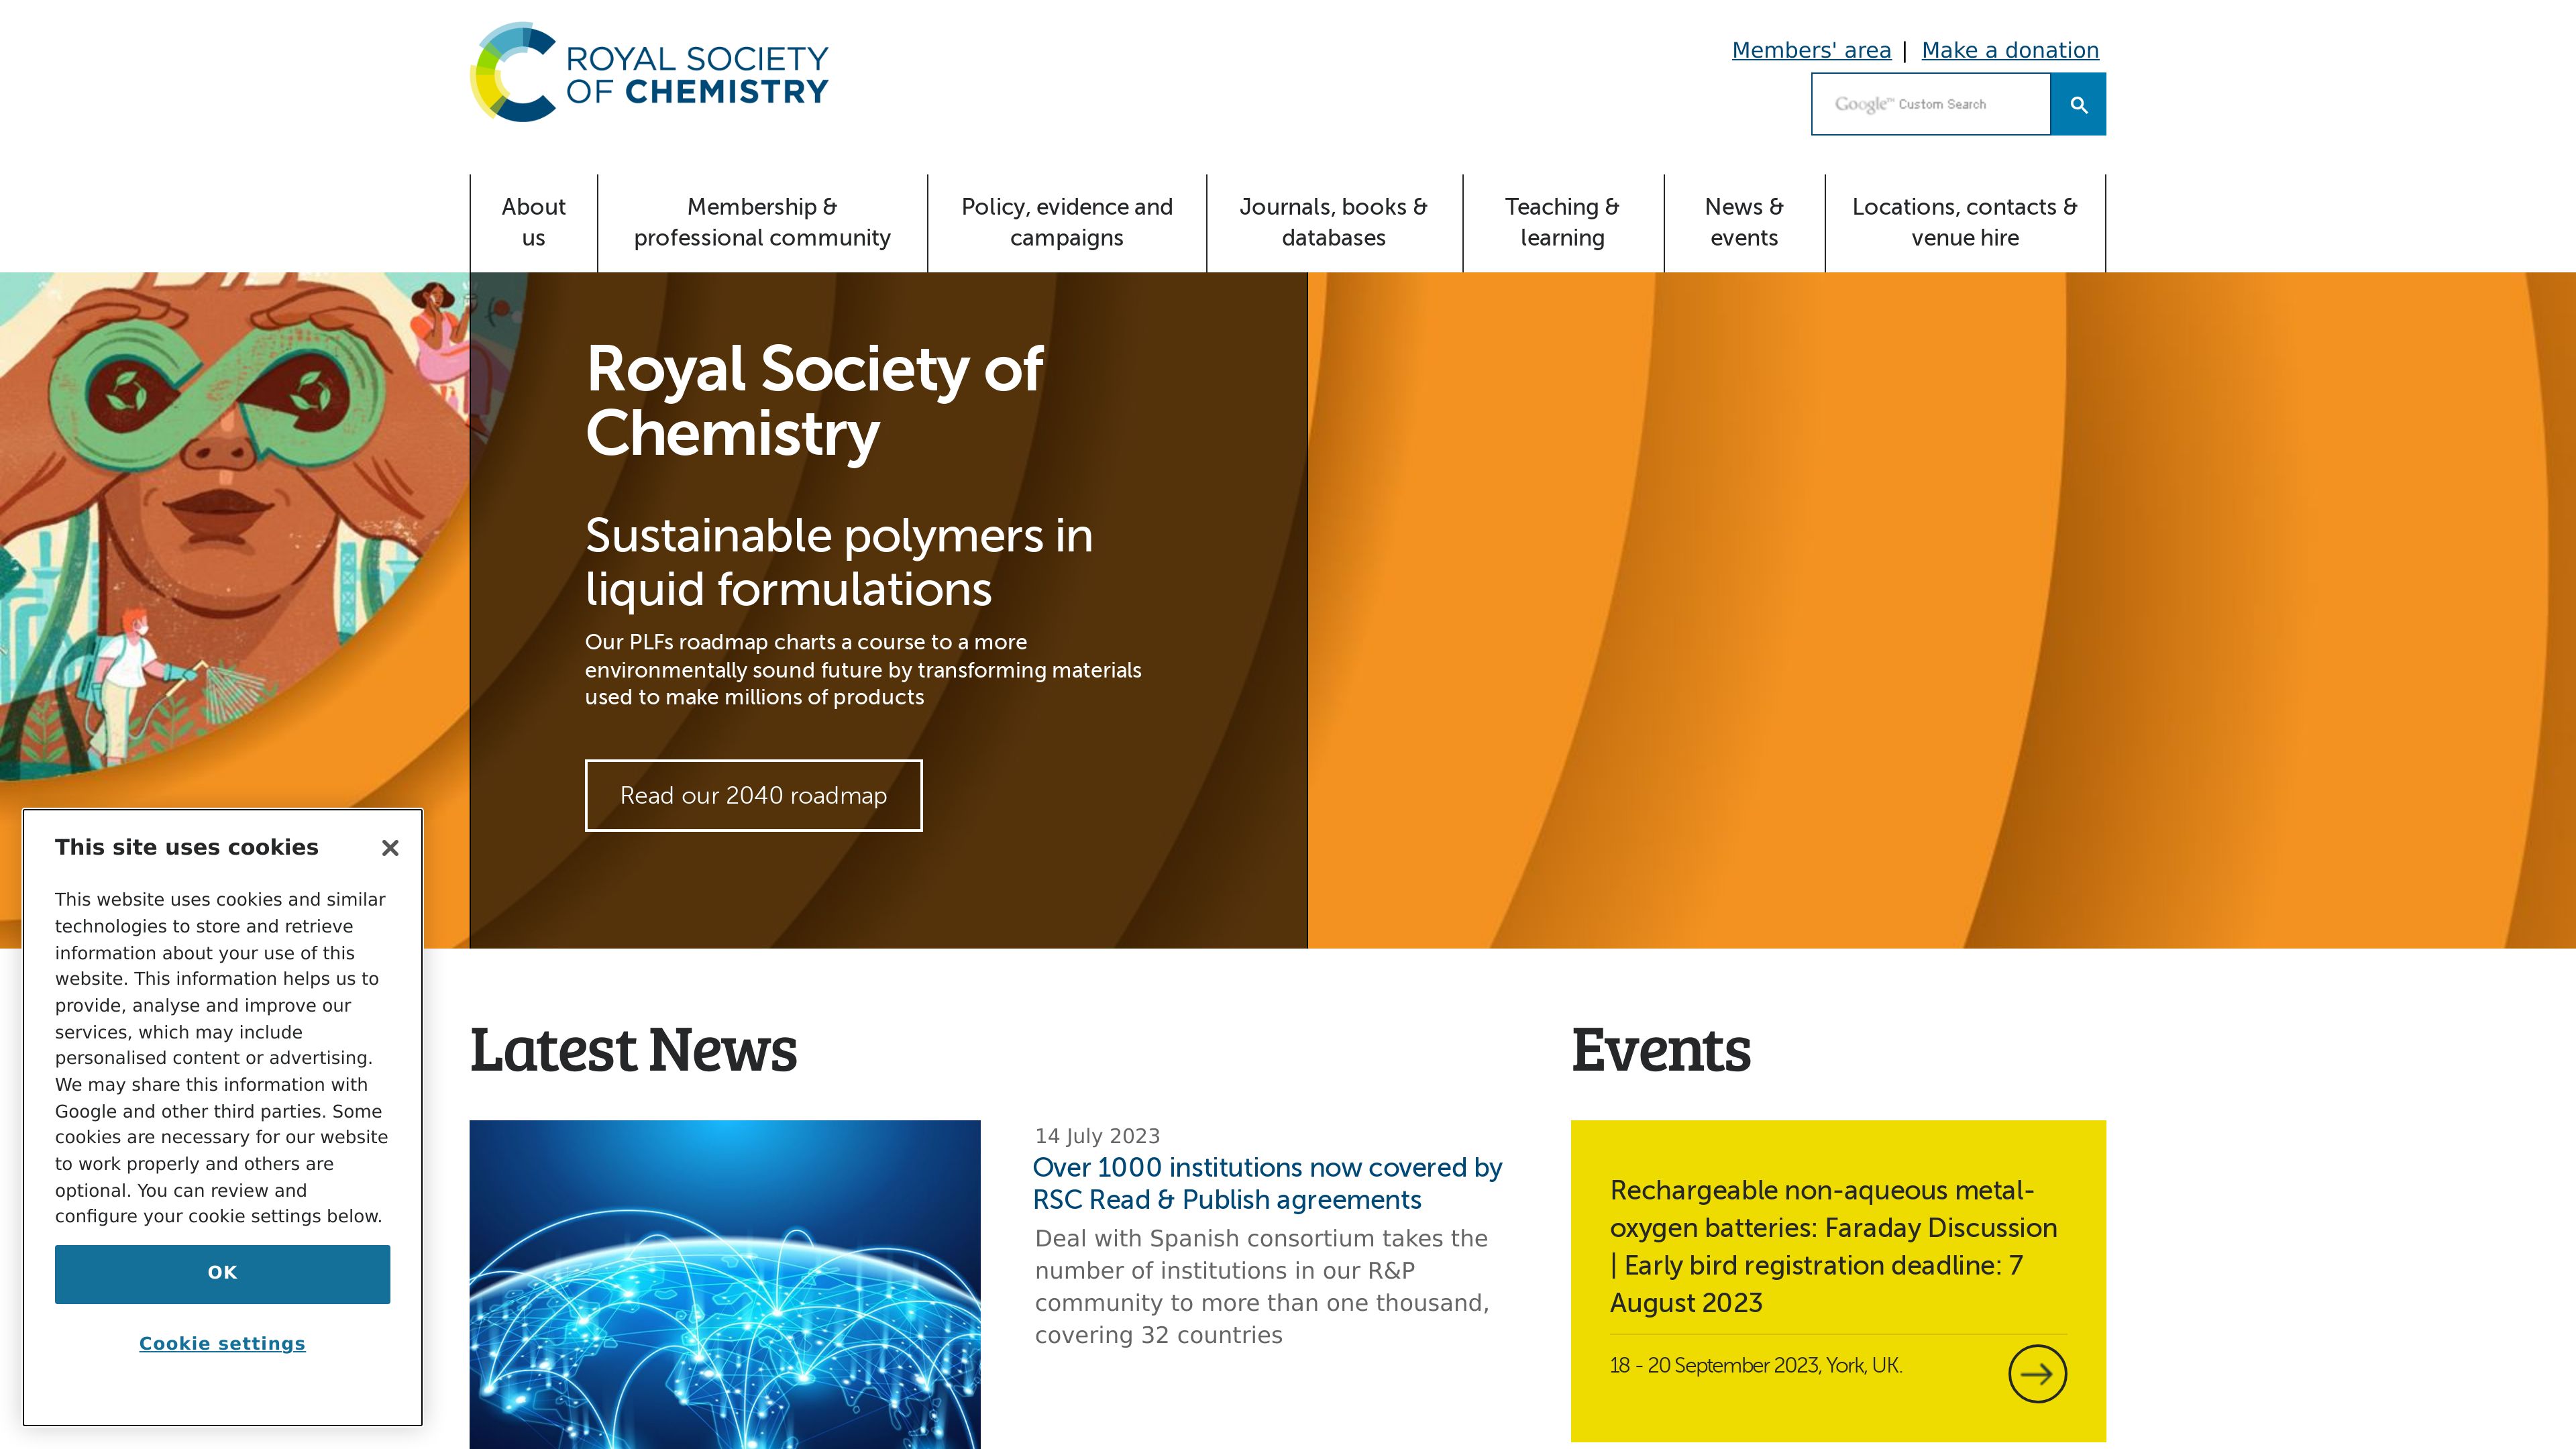 ROYAL SOCIETY
OF CHEMISTRY
Members' area | Make a donation
Google™ Custom Search
About
us
Membership &
professional community
Policy, evidence and
campaigns
Journals, books &
databases
Teaching &
learning
News &
events
Locations, contacts &
venue hire
Royal Society of
Chemistry
Sustainable polymers in
liquid formulations
Our PLFs roadmap charts a course to a more
environmentally sound future by transforming materials
used to make millions of products
Read our 2040 roadmap
This site uses cookies
This website uses cookies and similar
technologies to store and retrieve
information about your use of this
website. This information helps us to
provide, analyse and improve our
services, which may include
personalised content or advertising.
We may share this information with
Google and other third parties. Some
cookies are necessary for our website
to work properly and others are
optional. You can review and
configure your cookie settings below.
OK
Cookie settings
Latest News
14 July 2023
Over 1000 institutions now covered by
RSC Read & Publish agreements
Deal with Spanish consortium takes the
number of institutions in our R&P
community to more than one thousand,
covering 32 countries
Events
Rechargeable non-aqueous metal-
oxygen batteries: Faraday Discussion
| Early bird registration deadline: 7
August 2023
18 - 20 September 2023, York, UK.